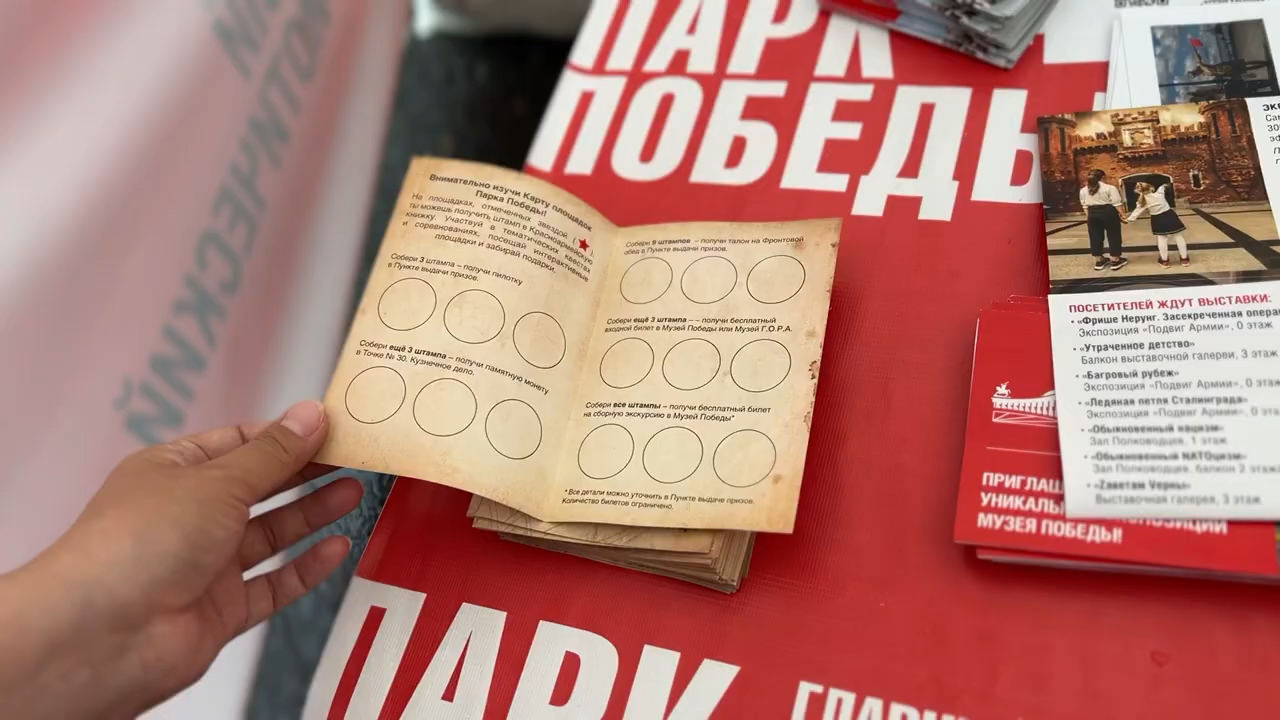 ПАРК
ПОБЕДЫ
Внимательно изучи Карту площадок
Парка Победы!
На площадках, отмеченных звездой (★),
ты можешь получить штамп в Красноармейскую
книжку. Участвуй в тематических квестах
и соревнованиях, посещай интерактивные
площадки и забирай подарки.
Собери 3 штампа – получи пилотку
в Пункте выдачи призов.
Собери ещё 3 штампа – получи памятную монету
в Точке № 30. Кузнечное дело.
Собери 9 штампов – получи талон на Фронтовой
обед в Пункте выдачи призов.
Собери ещё 3 штампа – – получи бесплатный
входной билет в Музей Победы или Музей Г.О.Р.А.
Собери все штампы – получи бесплатный билет
на сборную экскурсию в Музей Победы*
* Все детали можно уточнить в Пункте выдаче призов.
Количество билетов ограничено.
ПОСЕТИТЕЛЕЙ ЖДУТ ВЫСТАВКИ:
• «Фрише Нерунг. Засекреченная опера
Экспозиция «Подвиг Армии», 0 этаж
• «Утраченное детство»
Балкон выставочной галереи, 3 этаж
• «Багровый рубеж»
Экспозиция «Подвиг Армии», 0 этаж
• «Ледяная петля Сталинграда»
Экспозиция «Подвиг Армии», 0 этаж
• «Обыкновенный нацизм»
Зал Полководцев, 1 этаж
• «Обыкновенный NATOцизм»
Зал Полководцев, балкон 2 этаж
• «Заветам Верны»
Выставочная галерея, 3 этаж
ПРИГЛАШ
УНИКАЛЬ
ЭКСПОЗИЦИЙ
МУЗЕЯ ПОБЕДЫ!
ПАРК